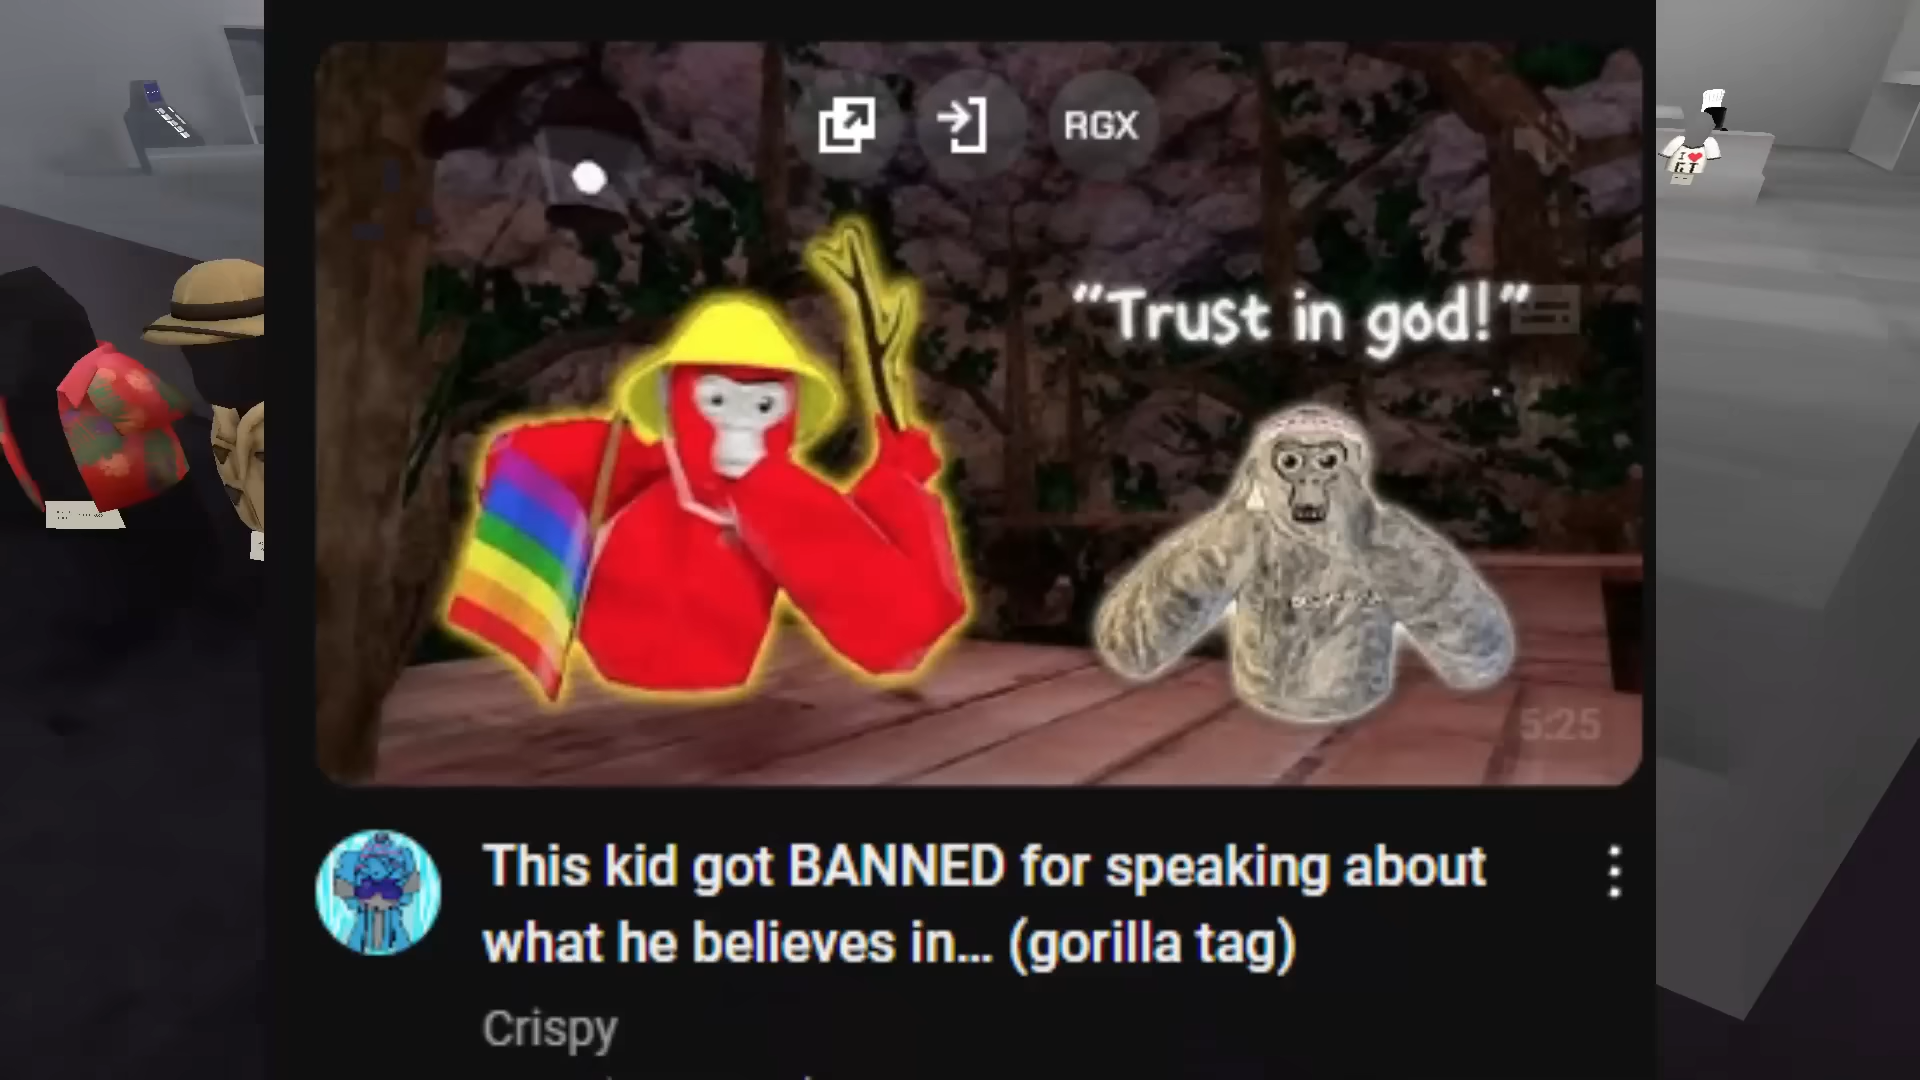 RGX
“Trust in god!”
5:25
This kid got BANNED for speaking about
what he believes in... (gorilla tag)
Crispy
I ❤ GT